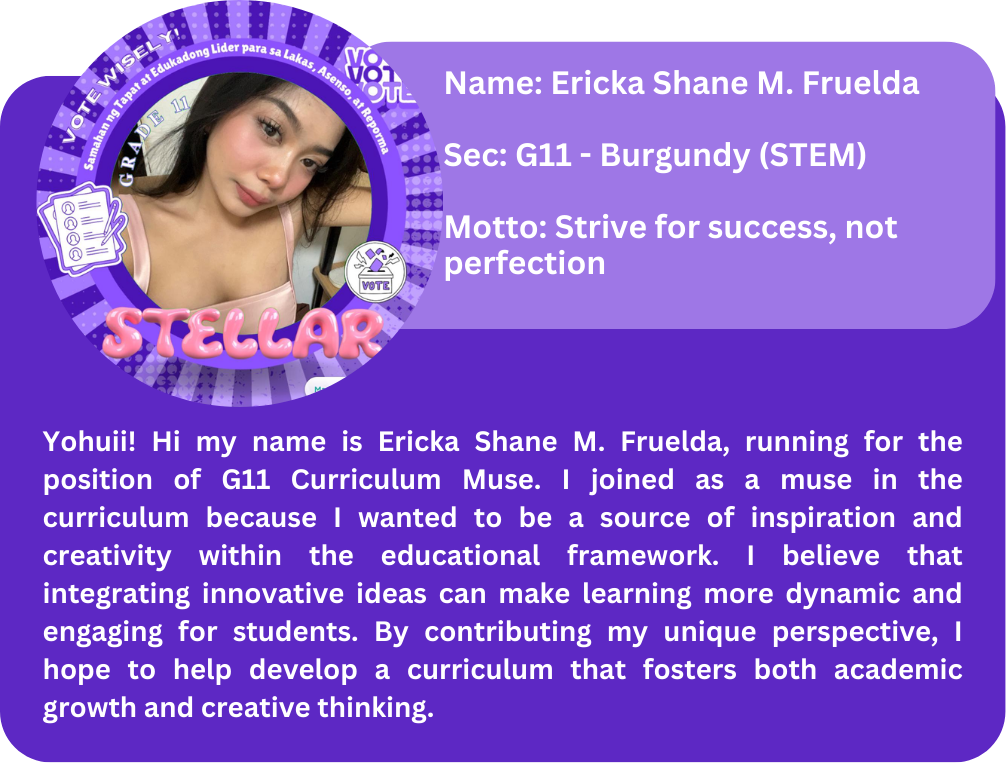 VOTE WISELY!
Samahan ng Tapat at Edukadong Lider para sa Lakas, Asenso, at Reporma
VOTE
VOTE
VOTE
GRADE 11
VOTE
STELLAR
Name: Ericka Shane M. Fruelda
Sec: G11 - Burgundy (STEM)
Motto: Strive for success, not
perfection
Yohuii! Hi my name is Ericka Shane M. Fruelda, running for the
position of G11 Curriculum Muse. I joined as a muse in the
curriculum because I wanted to be a source of inspiration and
creativity within the educational framework. I believe that
integrating innovative ideas can make learning more dynamic and
engaging for students. By contributing my unique perspective, I
hope to help develop a curriculum that fosters both academic
growth and creative thinking.